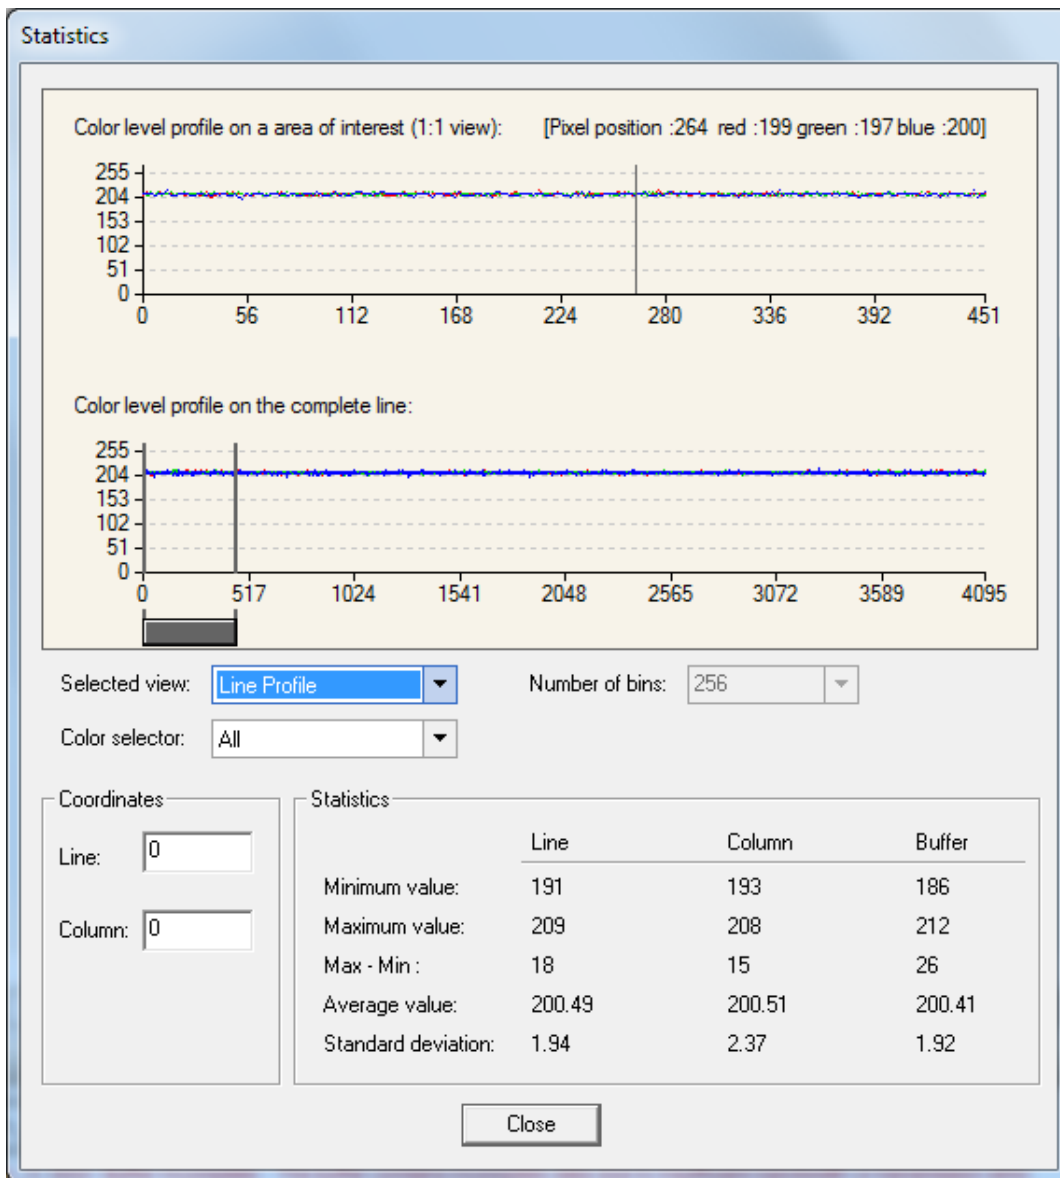 Statistics
Color level profile on a area of interest (1:1 view): [Pixel position :264 red :199 green :197 blue :200]
255
204
153
102
51
0
0 56 112 168 224 280 336 392 451
Color level profile on the complete line:
255
204
153
102
51
0
0 517 1024 1541 2048 2565 3072 3589 4095
Selected view: Line Profile Number of bins: 256
Color selector: All
Coordinates
Line: 0
Column: 0
Statistics
Line Column Buffer
Minimum value: 191 193 186
Maximum value: 209 208 212
Max - Min : 18 15 26
Average value: 200.49 200.51 200.41
Standard deviation: 1.94 2.37 1.92
Close